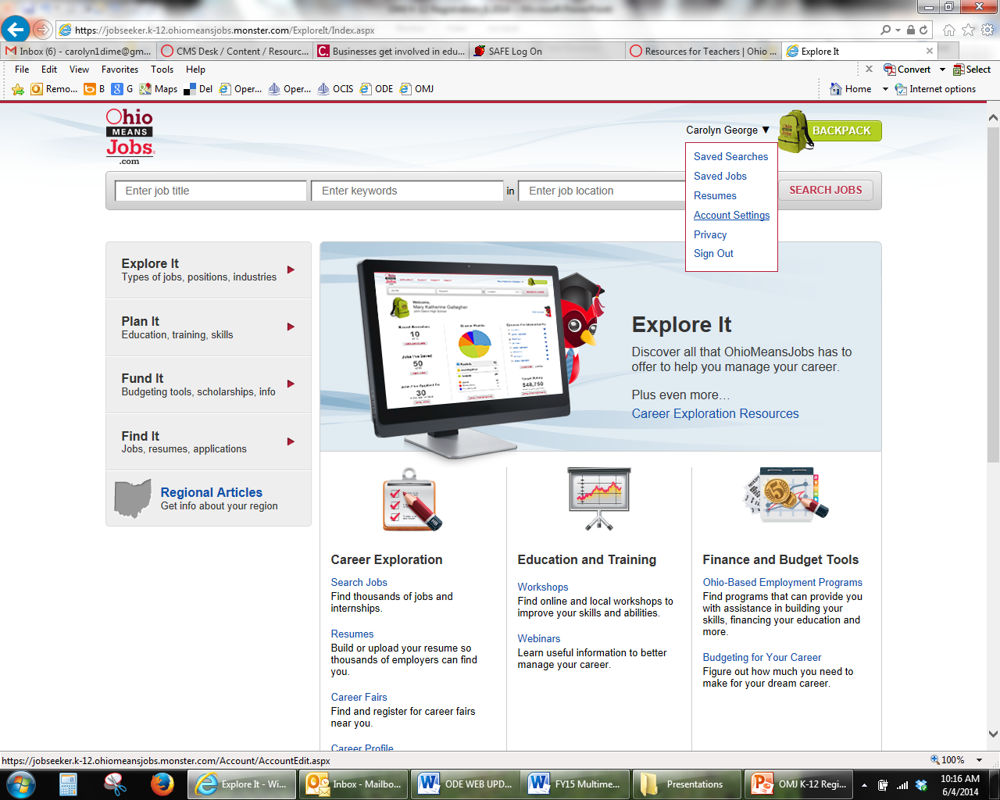 https://jobseeker.k-12.ohiomeansjobs.monster.com/ExploreIt/Index.aspx
Inbox (6) - carolyn1dime@gm...
CMS Desk / Content / Resourc...
Businesses get involved in edu...
SAFE Log On
Resources for Teachers | Ohio ...
Explore It
File Edit View Favorites Tools Help
Convert Select
Remo... B G Maps Del Oper... Oper... OCIS ODE OMJ
Home Internet options
Ohio
MEANS
Jobs
.com
Carolyn George ▼
BACKPACK
Saved Searches
Saved Jobs
Resumes
Account Settings
Privacy
Sign Out
Enter job title
Enter keywords
in
Enter job location
SEARCH JOBS
Explore It
Types of jobs, positions, industries
Plan It
Education, training, skills
Fund It
Budgeting tools, scholarships, info
Find It
Jobs, resumes, applications
Regional Articles
Get info about your region
Welcome,
Mary Katherine Gallagher
10
50
30
$48,750
Explore It
Discover all that OhioMeansJobs has to
offer to help you manage your career.
Plus even more…
Career Exploration Resources
Career Exploration
Search Jobs
Find thousands of jobs and
internships.
Resumes
Build or upload your resume so
thousands of employers can find
you.
Career Fairs
Find and register for career fairs
near you.
Career Profile
Education and Training
Workshops
Find online and local workshops to
improve your skills and abilities.
Webinars
Learn useful information to better
manage your career.
5
Finance and Budget Tools
Ohio-Based Employment Programs
Find programs that can provide you
with assistance in building your
skills, financing your education and
more.
Budgeting for Your Career
Figure out how much you need to
make for your dream career.
https://jobseeker.k-12.ohiomeansjobs.monster.com/Account/AccountEdit.aspx
100%
Explore It - Wi...
Inbox - Mailbo...
ODE WEB UPD...
FY15 Multime...
Presentations
OMJ K-12 Regi...
10:16 AM
6/4/2014